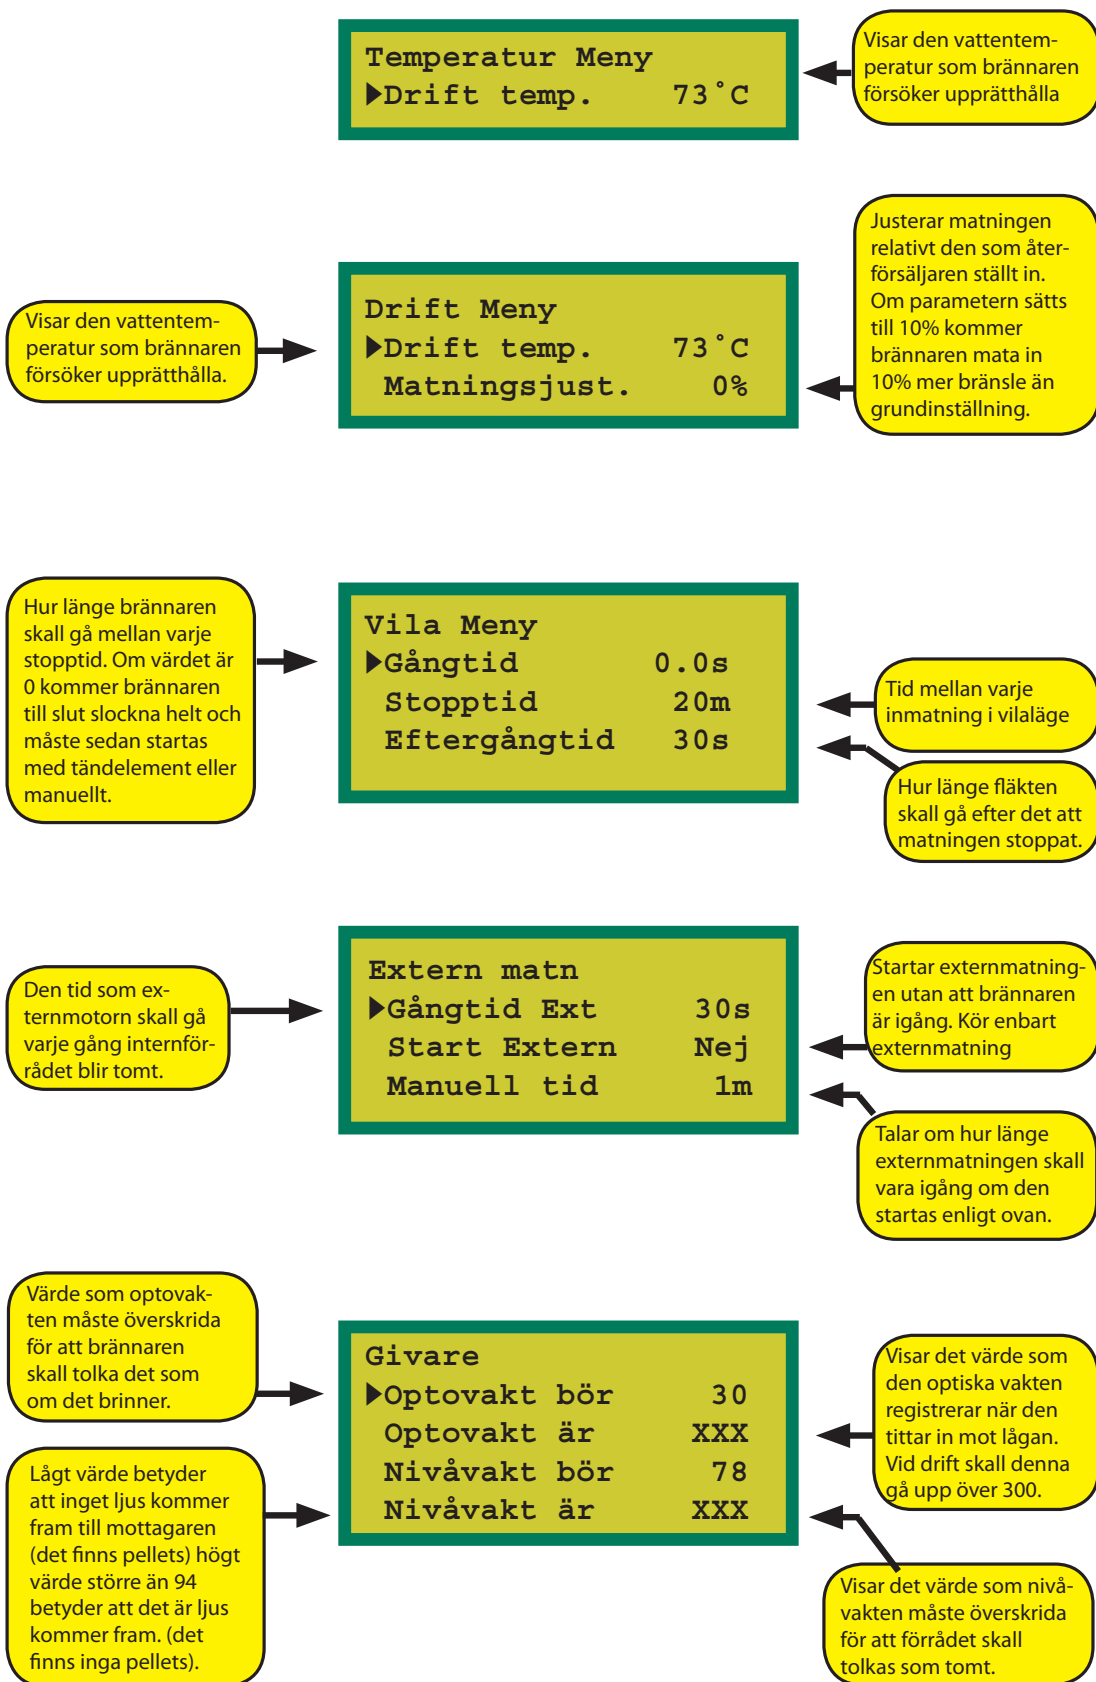 Temperatur Meny
▶Drift temp. 73˚C
Visar den vattentem-
peratur som brännaren
försöker upprätthålla
Visar den vattentem-
peratur som brännaren
försöker upprätthålla.
Drift Meny
▶Drift temp. 73˚C
Matningsjust. 0%
Justerar matningen
relativt den som åter-
försäljaren ställt in.
Om parametern sätts
till 10% kommer
brännaren mata in
10% mer bränsle än
grundinställning.
Hur länge brännaren
skall gå mellan varje
stopptid. Om värdet är
0 kommer brännaren
till slut slockna helt och
måste sedan startas
med tändelement eller
manuellt.
Vila Meny
▶Gångtid 0.0s
Stopptid 20m
Eftergångtid 30s
Tid mellan varje
inmatning i vilaläge
Hur länge fläkten
skall gå efter det att
matningen stoppat.
Den tid som ex-
ternmotorn skall gå
varje gång internför-
rådet blir tomt.
Extern matn
▶Gångtid Ext 30s
Start Extern Nej
Manuell tid 1m
Startar externmatning-
en utan att brännaren
är igång. Kör enbart
externmatning
Talar om hur länge
externmatningen skall
vara igång om den
startas enligt ovan.
Värde som optovak-
ten måste överskrida
för att brännaren
skall tolka det som
om det brinner.
Lågt värde betyder
att inget ljus kommer
fram till mottagaren
(det finns pellets) högt
värde större än 94
betyder att det är ljus
kommer fram. (det
finns inga pellets).
Givare
▶Optovakt bör 30
Optovakt är XXX
Nivåvakt bör 78
Nivåvakt är XXX
Visar det värde som
den optiska vakten
registrerar när den
tittar in mot lågan.
Vid drift skall denna
gå upp över 300.
Visar det värde som nivå-
vakten måste överskrida
för att förrådet skall
tolkas som tomt.